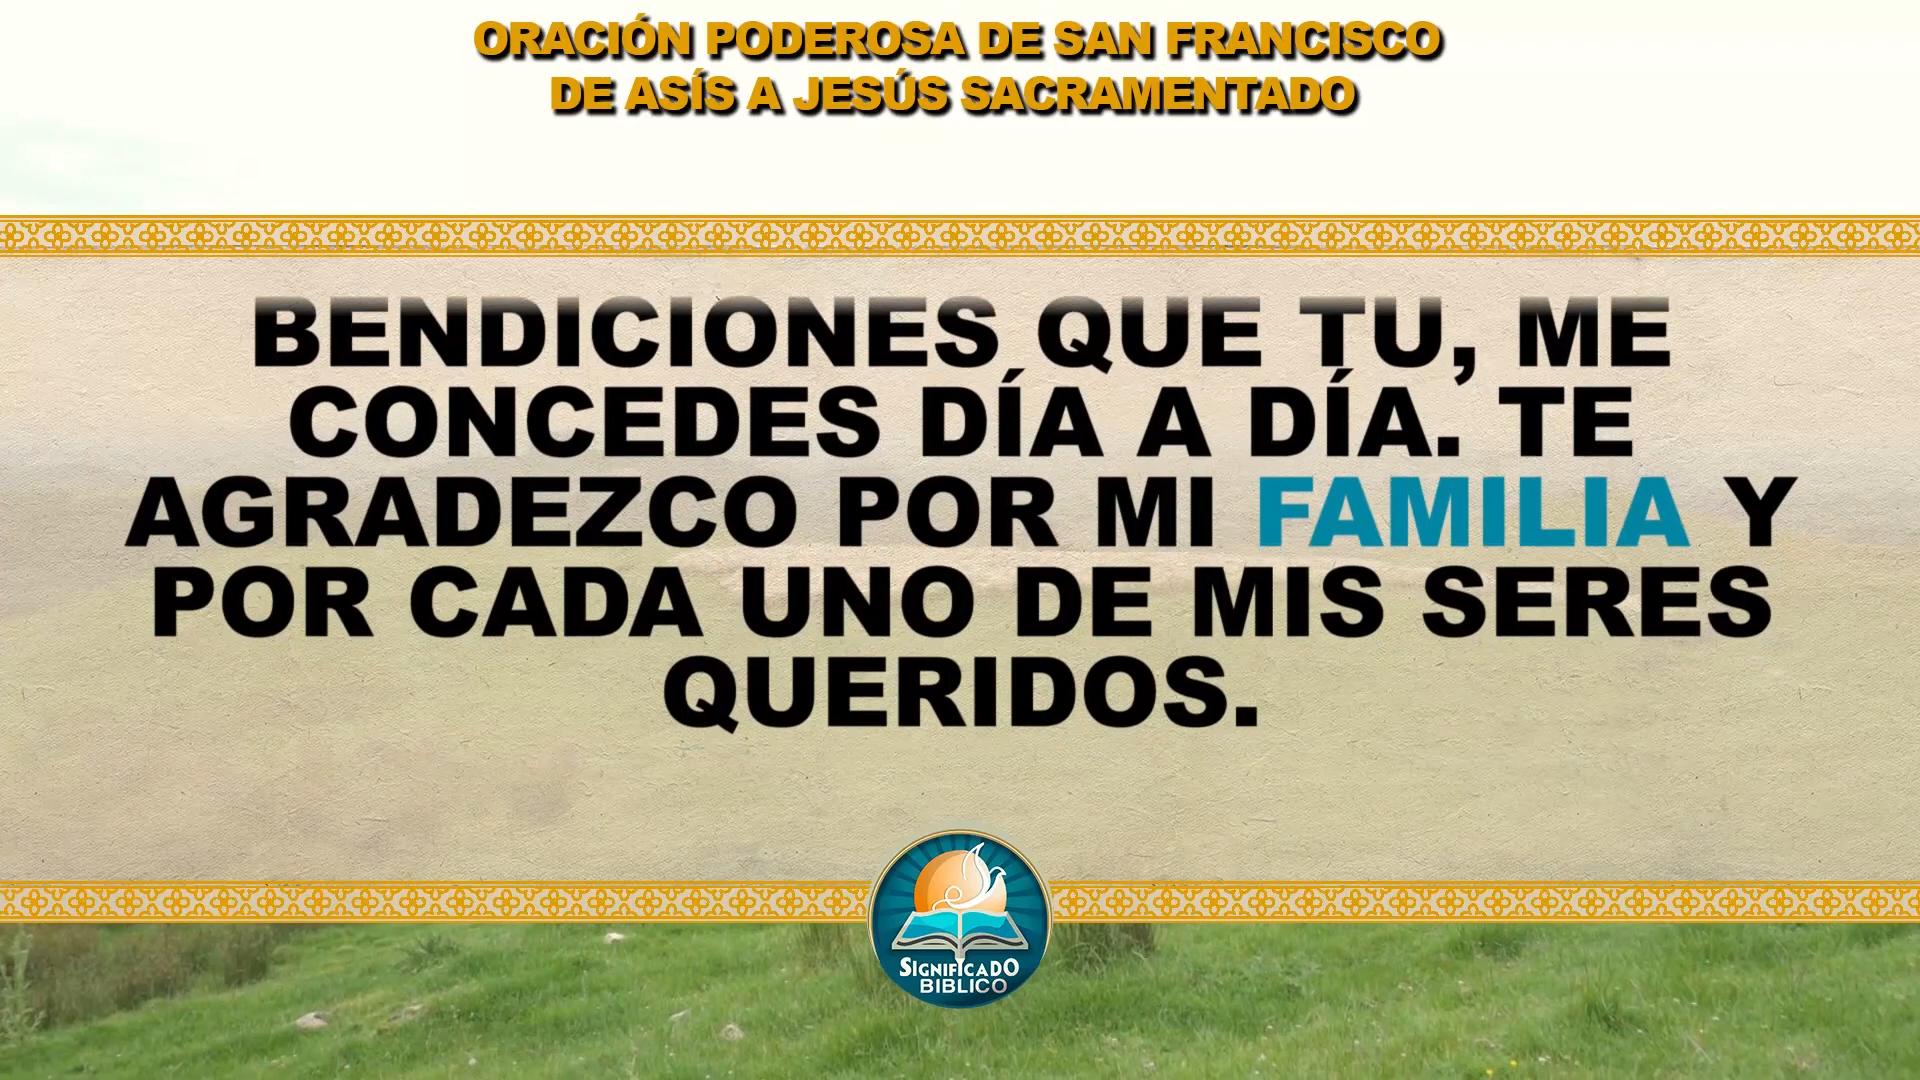 ORACIÓN PODEROSA DE SAN FRANCISCO
DE ASÍS A JESÚS SACRAMENTADO
BENDICIONES QUE TU, ME
CONCEDES DÍA A DÍA. TE
AGRADEZCO POR MI FAMILIA Y
POR CADA UNO DE MIS SERES
QUERIDOS.
SIGNIFICADO
BIBLICO